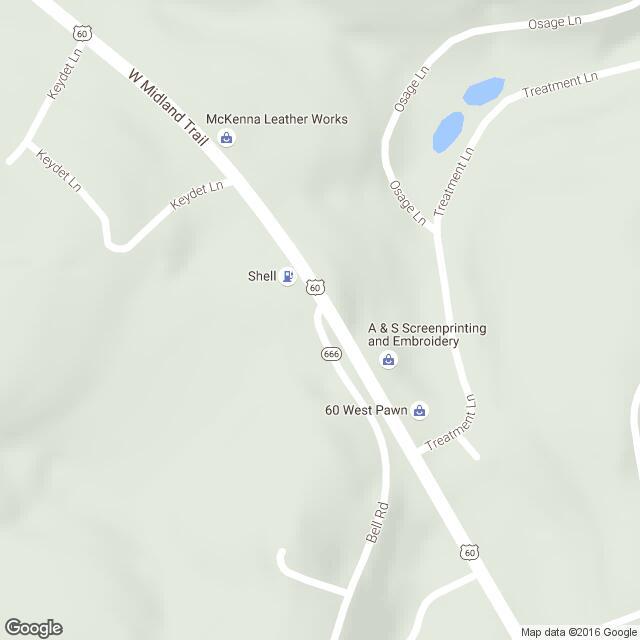 Osage Ln
60
Keydet Ln
W Midland Trail
Osage Ln
Treatment Ln
McKenna Leather Works
Keydet Ln
Keydet Ln
Treatment Ln
Osage Ln
Shell
60
A & S Screenprinting
and Embroidery
666
60 West Pawn
Treatment Ln
Bell Rd
60
Google
Map data ©2016 Google